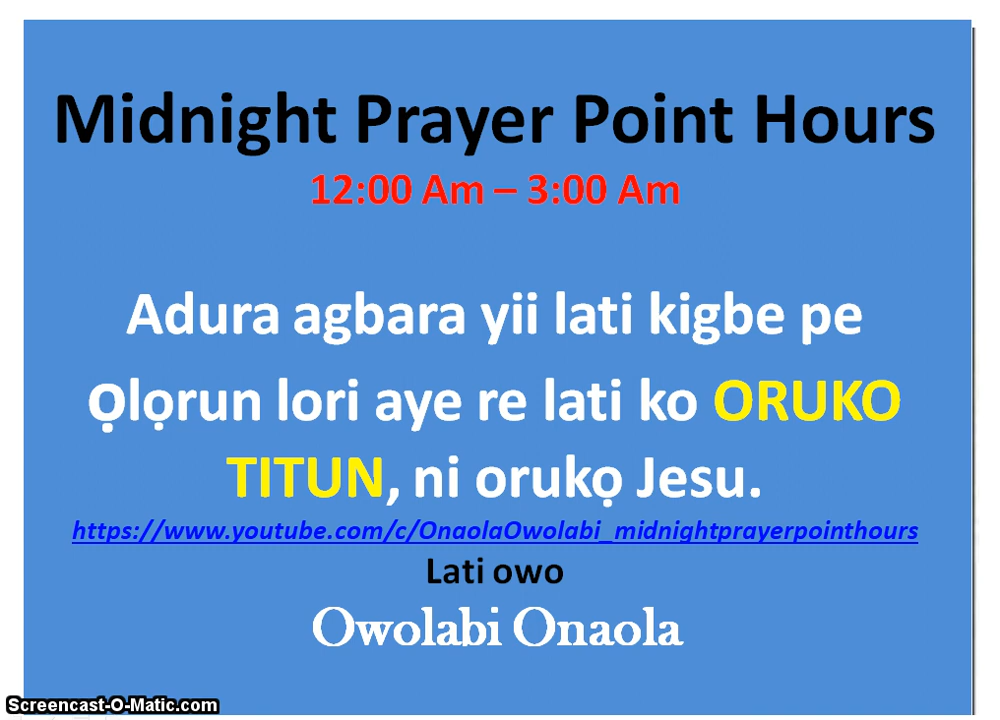 Midnight Prayer Point Hours
12:00 Am – 3:00 Am
Adura agbara yii lati kigbe pe
ọlọrun lori aye re lati ko ORUKO
TITUN, ni orukọ Jesu.
https://www.youtube.com/c/OnaolaOwolabi_midnightprayerpointhours
Lati owo
Owolabi Onaola
Screencast-O-Matic.com